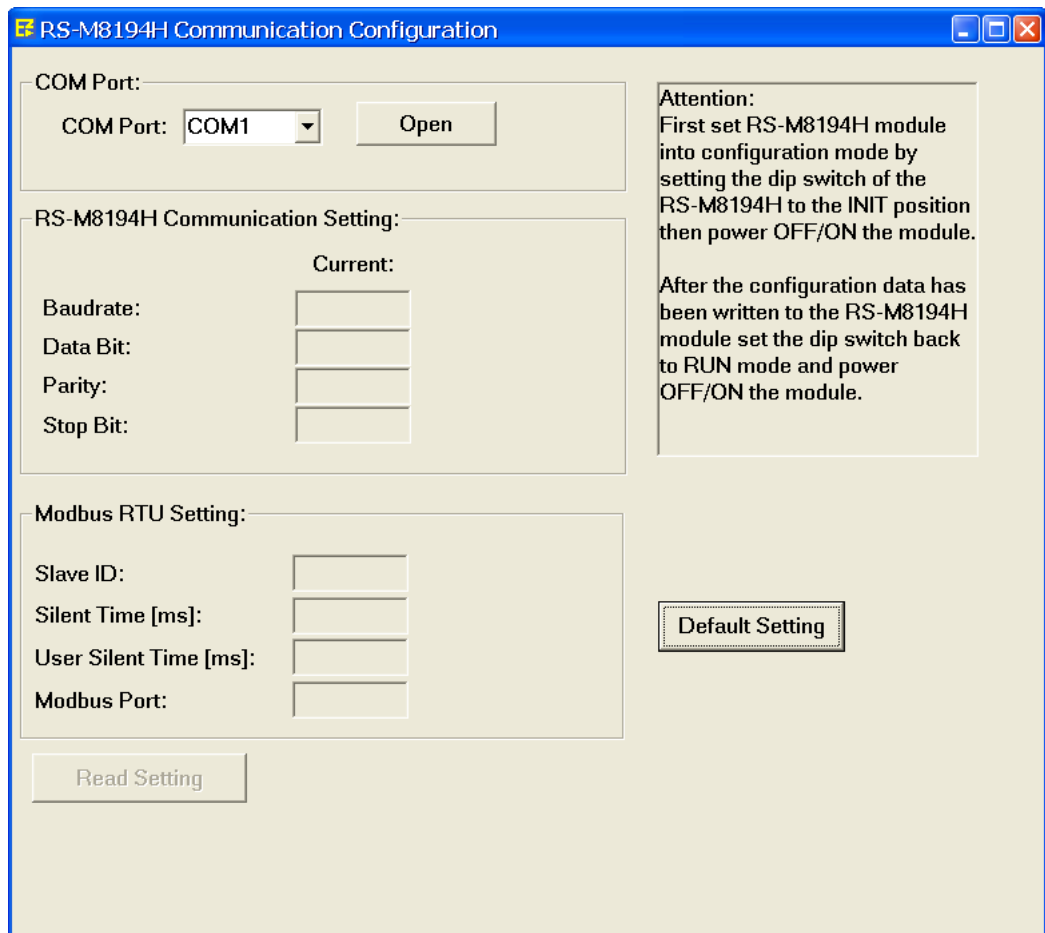 RS-M8194H Communication Configuration
COM Port:
COM Port: COM1 Open
RS-M8194H Communication Setting:
Current:
Baudrate:
Data Bit:
Parity:
Stop Bit:
Modbus RTU Setting:
Slave ID:
Silent Time [ms]:
User Silent Time [ms]:
Modbus Port:
Read Setting
Attention:
First set RS-M8194H module
into configuration mode by
setting the dip switch of the
RS-M8194H to the INIT position
then power OFF/ON the module.
After the configuration data has
been written to the RS-M8194H
module set the dip switch back
to RUN mode and power
OFF/ON the module.
Default Setting